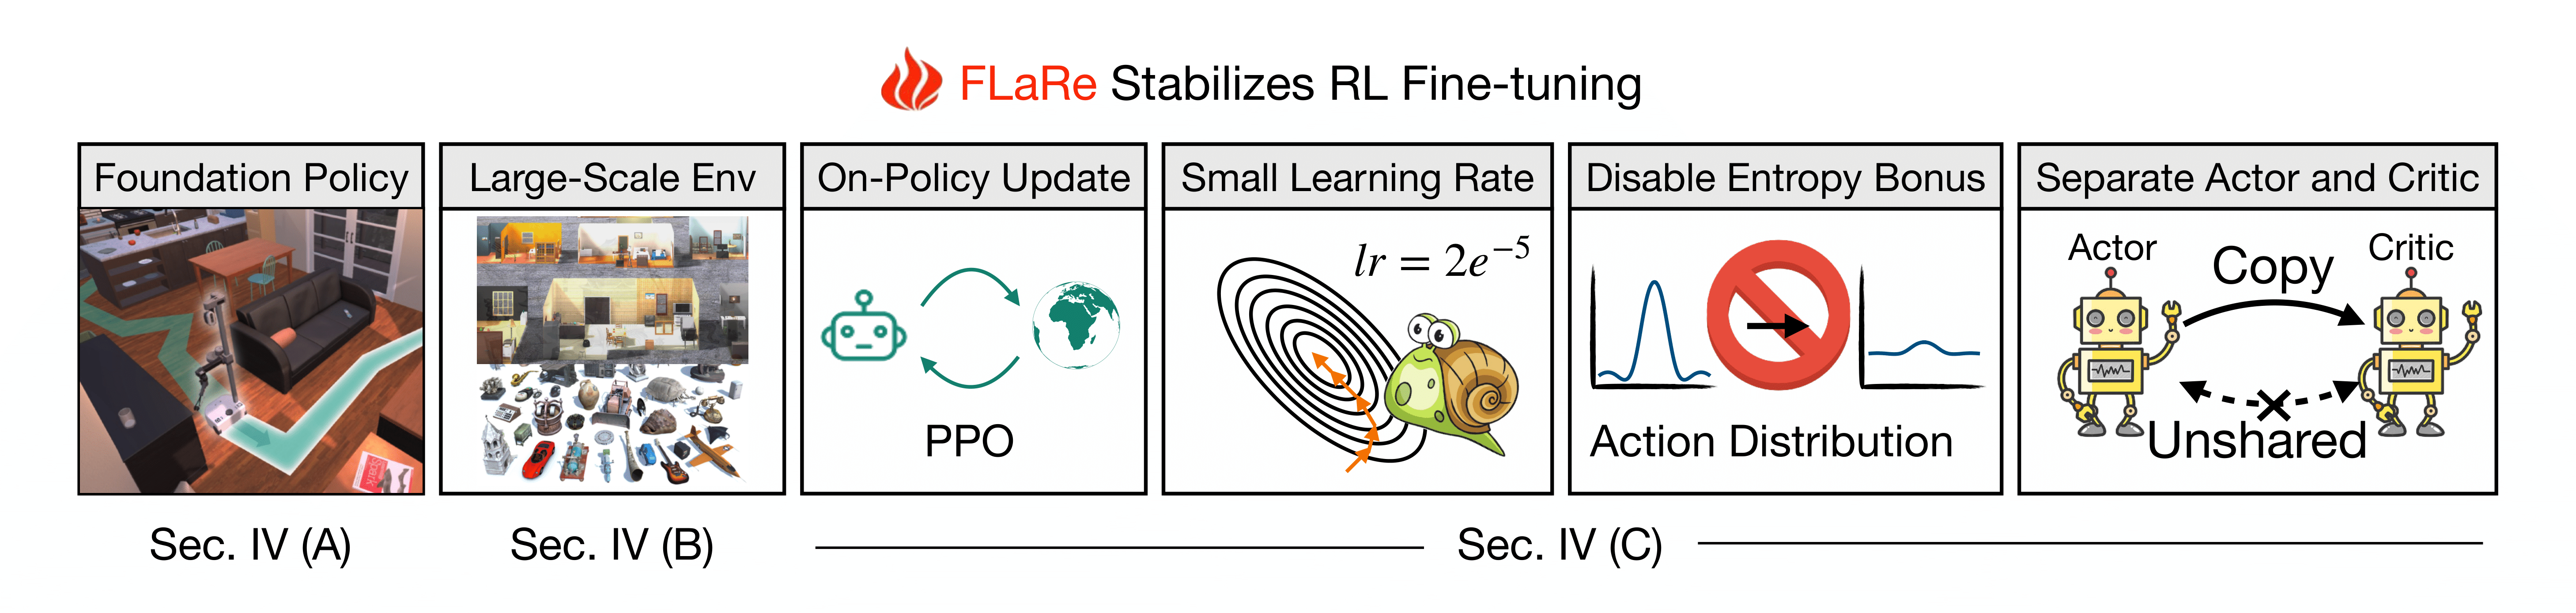 FLaRe Stabilizes RL Fine-tuning
Foundation Policy
Large-Scale Env
On-Policy Update
Small Learning Rate
Disable Entropy Bonus
Separate Actor and Critic
PPO
lr = 2e⁻⁵
Action Distribution
Actor
Critic
Copy
Unshared
Sec. IV (A)
Sec. IV (B)
Sec. IV (C)